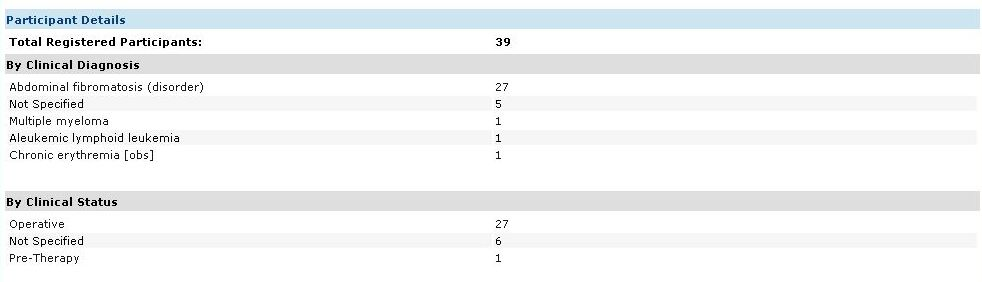 Participant Details
Total Registered Participants: 39
By Clinical Diagnosis
Abdominal fibromatosis (disorder) 27
Not Specified 5
Multiple myeloma 1
Aleukemic lymphoid leukemia 1
Chronic erythremia [obs] 1
By Clinical Status
Operative 27
Not Specified 6
Pre-Therapy 1